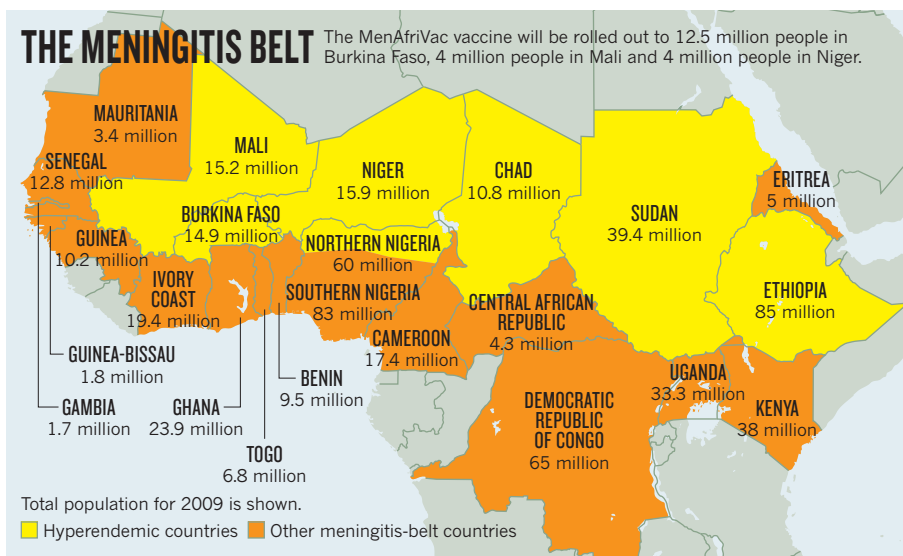 THE MENINGITIS BELT
The MenAfriVac vaccine will be rolled out to 12.5 million people in
Burkina Faso, 4 million people in Mali and 4 million people in Niger.
MAURITANIA
3.4 million
MALI
15.2 million
NIGER
15.9 million
CHAD
10.8 million
SENEGAL
12.8 million
ERITREA
5 million
BURKINA FASO
14.9 million
SUDAN
39.4 million
GUINEA
10.2 million
NORTHERN NIGERIA
60 million
IVORY
COAST
19.4 million
SOUTHERN NIGERIA
83 million
CENTRAL AFRICAN
REPUBLIC
4.3 million
ETHIOPIA
85 million
CAMEROON
17.4 million
GUINEA-BISSAU
1.8 million
BENIN
9.5 million
UGANDA
33.3 million
GAMBIA
1.7 million
GHANA
23.9 million
DEMOCRATIC
REPUBLIC
OF CONGO
65 million
KENYA
38 million
TOGO
6.8 million
Total population for 2009 is shown.
Hyperendemic countries
Other meningitis-belt countries